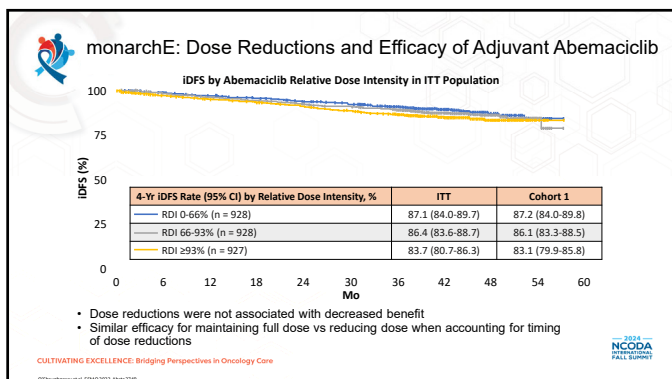 monarchE: Dose Reductions and Efficacy of Adjuvant Abemaciclib
iDFS by Abemaciclib Relative Dose Intensity in ITT Population
100
75
50
25
0
iDFS (%)
4-Yr iDFS Rate (95% CI) by Relative Dose Intensity, % ITT Cohort 1
RDI 0-66% (n = 928) 87.1 (84.0-89.7) 87.2 (84.0-89.8)
RDI 66-93% (n = 928) 86.4 (83.6-88.7) 86.1 (83.3-88.5)
RDI ≥93% (n = 927) 83.7 (80.7-86.3) 83.1 (79.9-85.8)
0 6 12 18 24 30 36 42 48 54 60
Mo
• Dose reductions were not associated with decreased benefit
• Similar efficacy for maintaining full dose vs reducing dose when accounting for timing
of dose reductions
CULTIVATING EXCELLENCE: Bridging Perspectives in Oncology Care
2024
NCODA
INTERNATIONAL
FALL SUMMIT